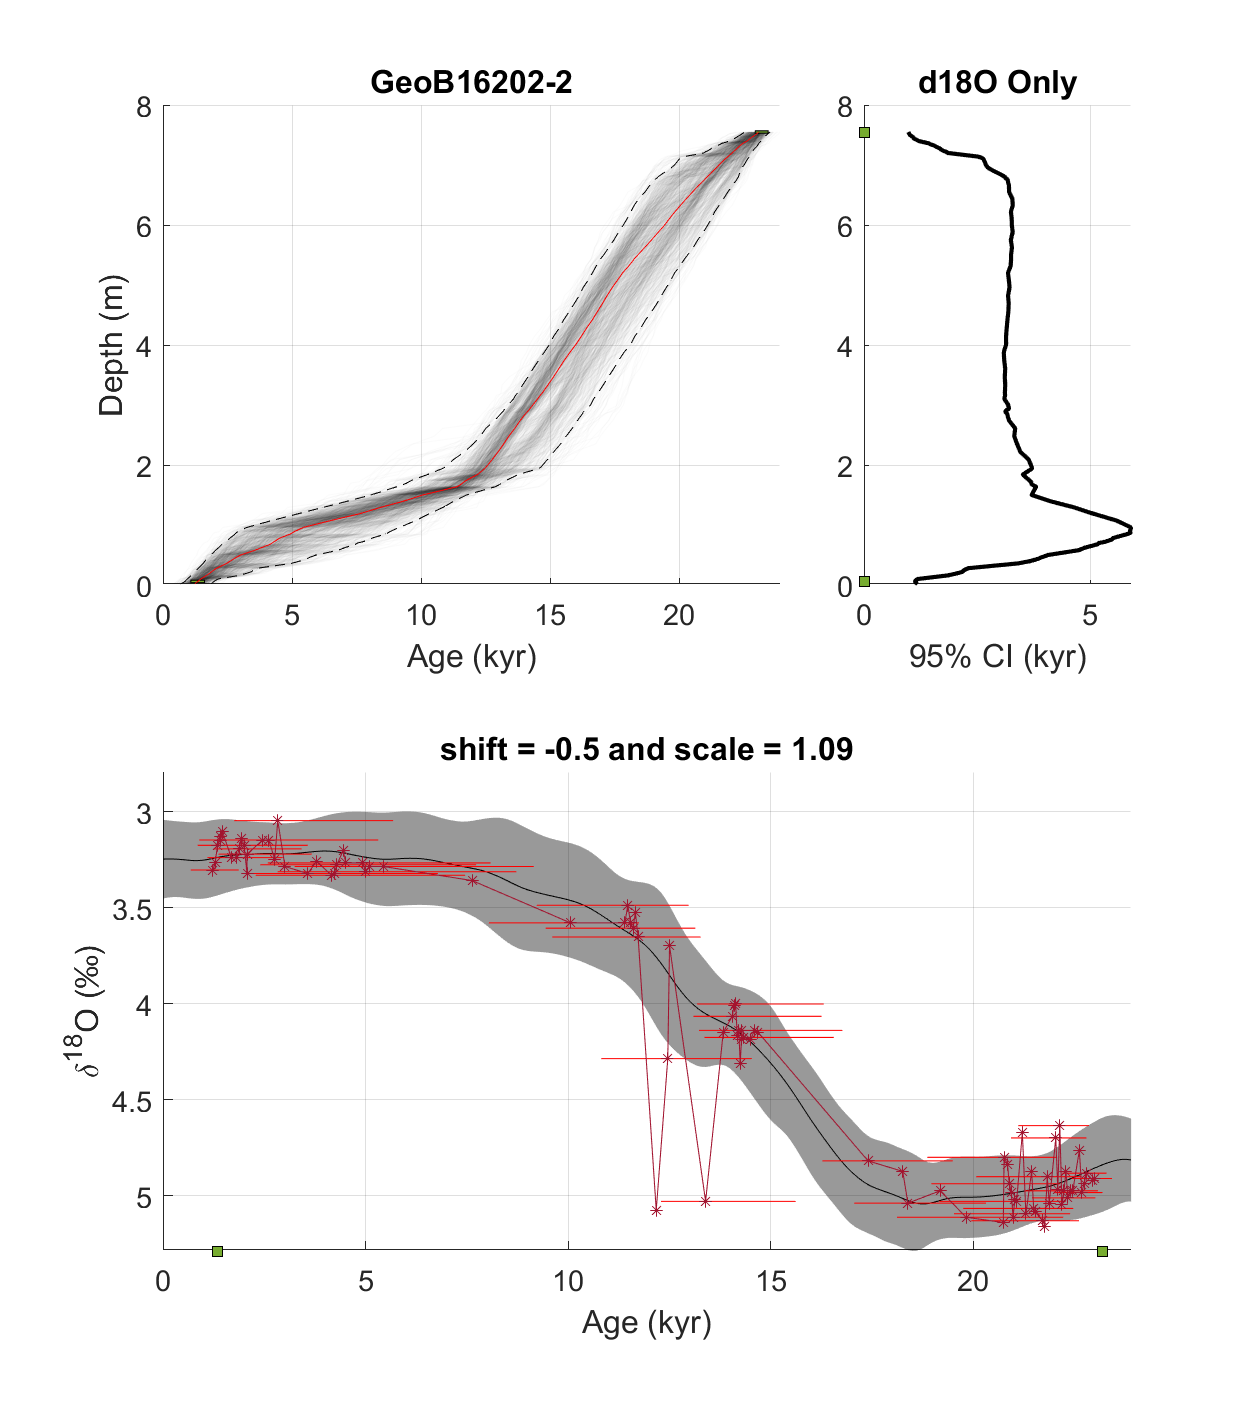 GeoB16202-2
d18O Only
8
6
4
2
0
Depth (m)
0 5 10 15 20
Age (kyr)
8
6
4
2
0
0 5
95% CI (kyr)
shift = -0.5 and scale = 1.09
3
3.5
4
4.5
5
δ18O (‰)
0 5 10 15 20
Age (kyr)